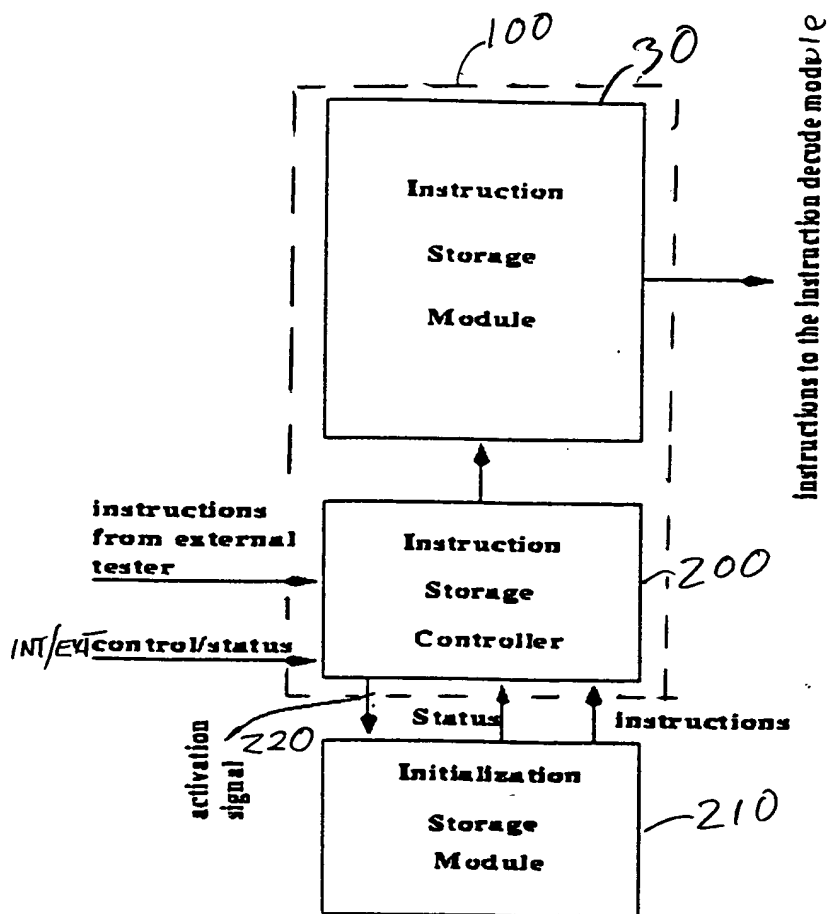 100
30
Instruction
Storage
Module
instructions to the instruction decode module
instructions
from external
tester
Instruction
Storage
Controller
200
INT/EXT control/status
220
activation
signal
Status
instructions
Initialization
Storage
Module
210